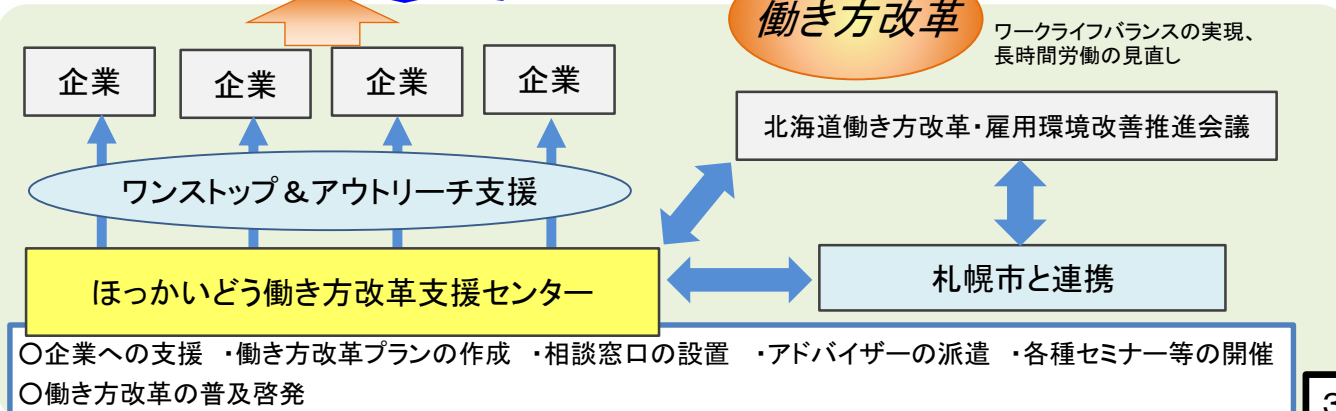 働き方改革
ワークライフバランスの実現、
長時間労働の見直し
企業
企業
企業
企業
北海道働き方改革・雇用環境改善推進会議
ワンストップ＆アウトリーチ支援
ほっかいどう働き方改革支援センター
札幌市と連携
○企業への支援　・働き方改革プランの作成　・相談窓口の設置　・アドバイザーの派遣　・各種セミナー等の開催
○働き方改革の普及啓発